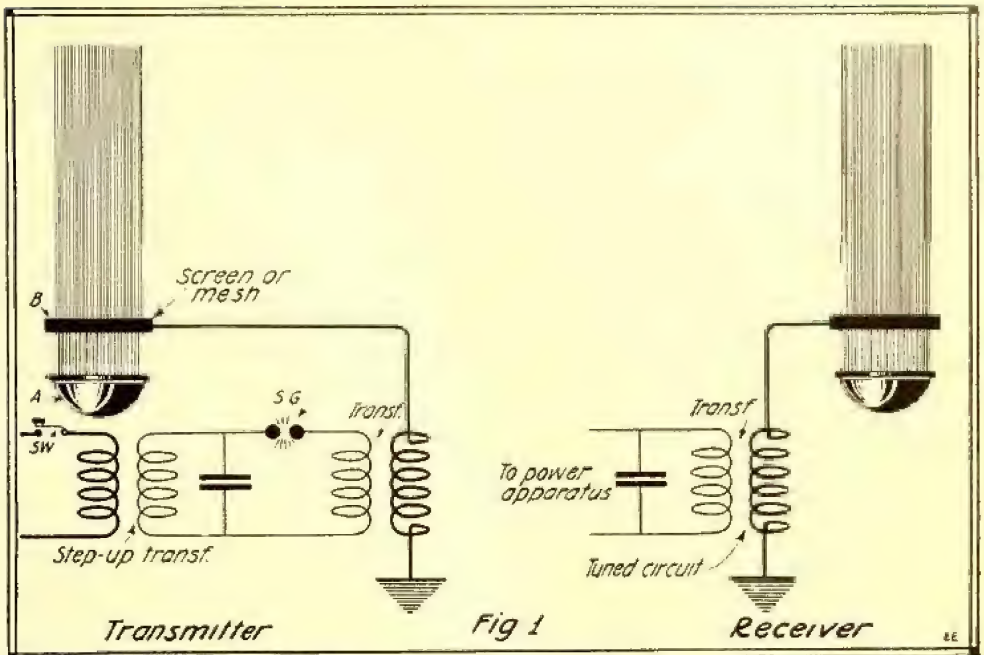 Screen or
mesh
B
A
SW
S G
Transf.
Step-up transf.
Transmitter
Fig 1
Transf
To power
apparatus
Tuned circuit
Receiver